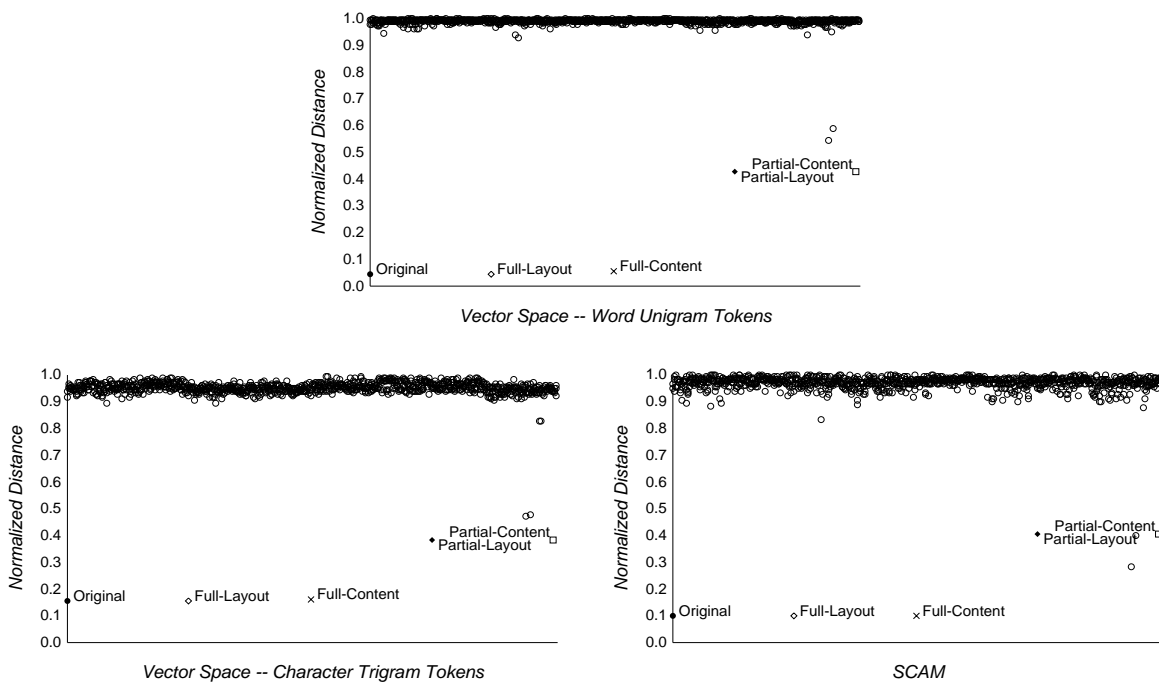 1.0
0.9
0.8
0.7
0.6
0.5
0.4
0.3
0.2
0.1
0.0
Normalized Distance
Partial-Content
Partial-Layout
Original
Full-Layout
Full-Content
Vector Space -- Word Unigram Tokens
1.0
0.9
0.8
0.7
0.6
0.5
0.4
0.3
0.2
0.1
0.0
Normalized Distance
Partial-Content
Partial-Layout
Original
Full-Layout
Full-Content
Vector Space -- Character Trigram Tokens
1.0
0.9
0.8
0.7
0.6
0.5
0.4
0.3
0.2
0.1
0.0
Normalized Distance
Partial-Content
Partial-Layout
Original
Full-Layout
Full-Content
SCAM